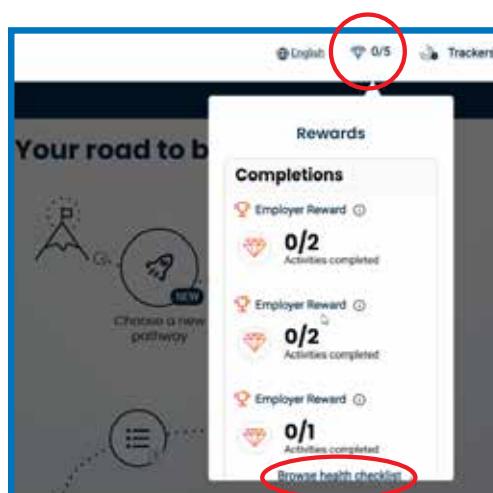 English 0/5 Trackers
Rewards
Your road to b
Completions
Employer Reward
0/2
Activities completed
NEW
Choose a new
pathway
Employer Reward
0/2
Activities completed
Employer Reward
0/1
Activities completed
Browse health checklist